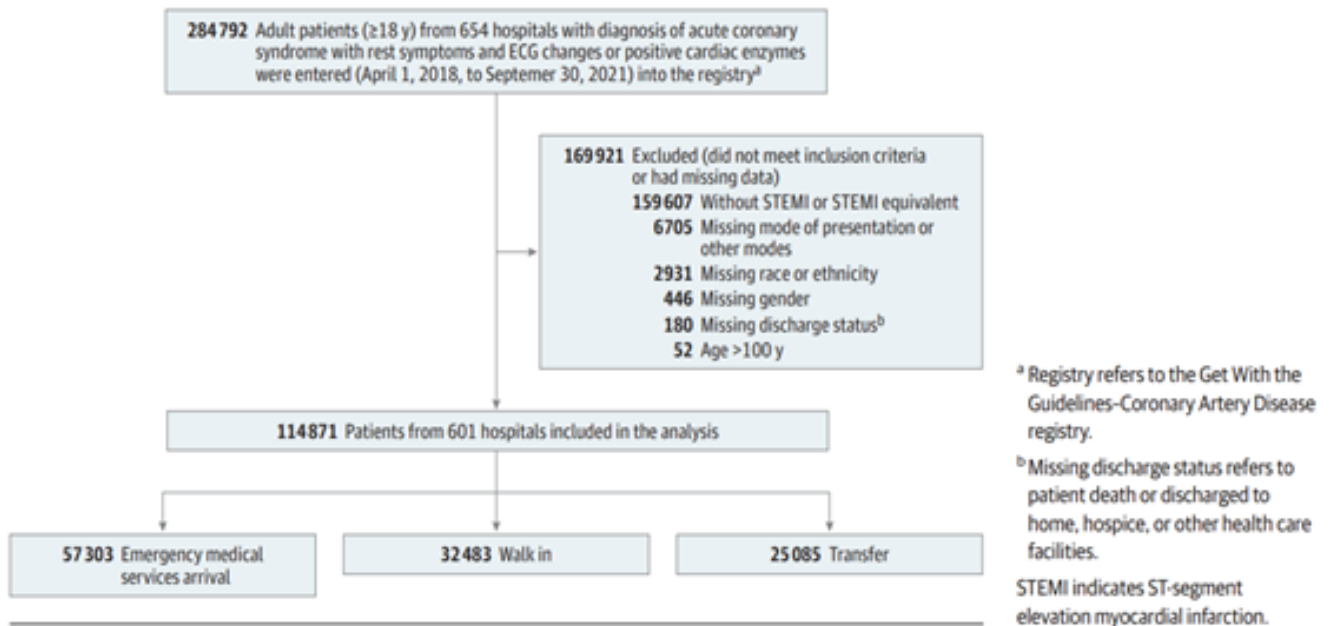 284792 Adult patients (≥18 y) from 654 hospitals with diagnosis of acute coronary
syndrome with rest symptoms and ECG changes or positive cardiac enzymes
were entered (April 1, 2018, to Septemer 30, 2021) into the registryᵃ
169921 Excluded (did not meet inclusion criteria
or had missing data)
159607 Without STEMI or STEMI equivalent
6705 Missing mode of presentation or
other modes
2931 Missing race or ethnicity
446 Missing gender
180 Missing discharge statusᵇ
52 Age >100 y
114871 Patients from 601 hospitals included in the analysis
57303 Emergency medical
services arrival
32483 Walk in
25085 Transfer
ᵃ Registry refers to the Get With the
Guidelines–Coronary Artery Disease
registry.
ᵇ Missing discharge status refers to
patient death or discharged to
home, hospice, or other health care
facilities.
STEMI indicates ST-segment
elevation myocardial infarction.